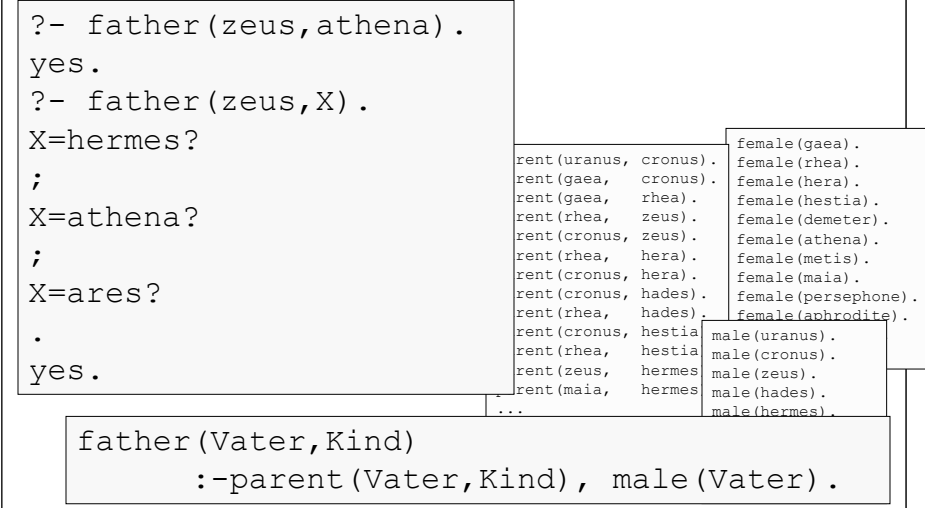 ?- father(zeus,athena).
yes.
?- father(zeus,X).
X=hermes?
;
X=athena?
;
X=ares?
.
yes.
rent(uranus, cronus).
rent(gaea, cronus).
rent(gaea, rhea).
rent(rhea, zeus).
rent(cronus, zeus).
rent(rhea, hera).
rent(cronus, hera).
rent(cronus, hades).
rent(rhea, hades).
rent(cronus, hestia
rent(rhea, hestia
rent(zeus, hermes
parent(maia, hermes
...
female(gaea).
female(rhea).
female(hera).
female(hestia).
female(demeter).
female(athena).
female(metis).
female(maia).
female(persephone).
female(aphrodite).
male(uranus).
male(cronus).
male(zeus).
male(hades).
male(hermes).
father(Vater,Kind)
:-parent(Vater,Kind), male(Vater).